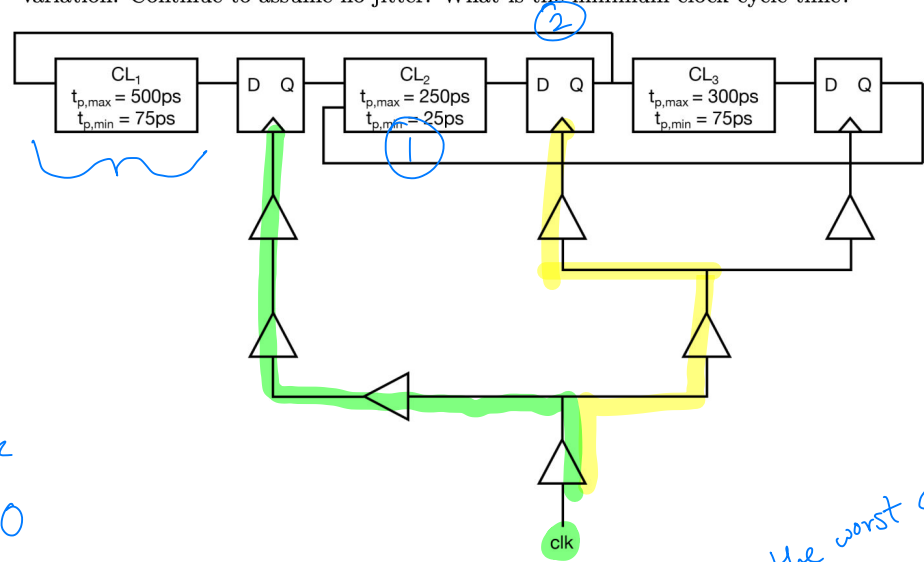 variation. Continue to assume no jitter. What is the minimum clock cycle time?
2
CL1
tp,max = 500ps
tp,min = 75ps
D Q
CL2
tp,max = 250ps
tp,min = 25ps
1
D Q
CL3
tp,max = 300ps
tp,min = 75ps
D Q
0
the worst
clk